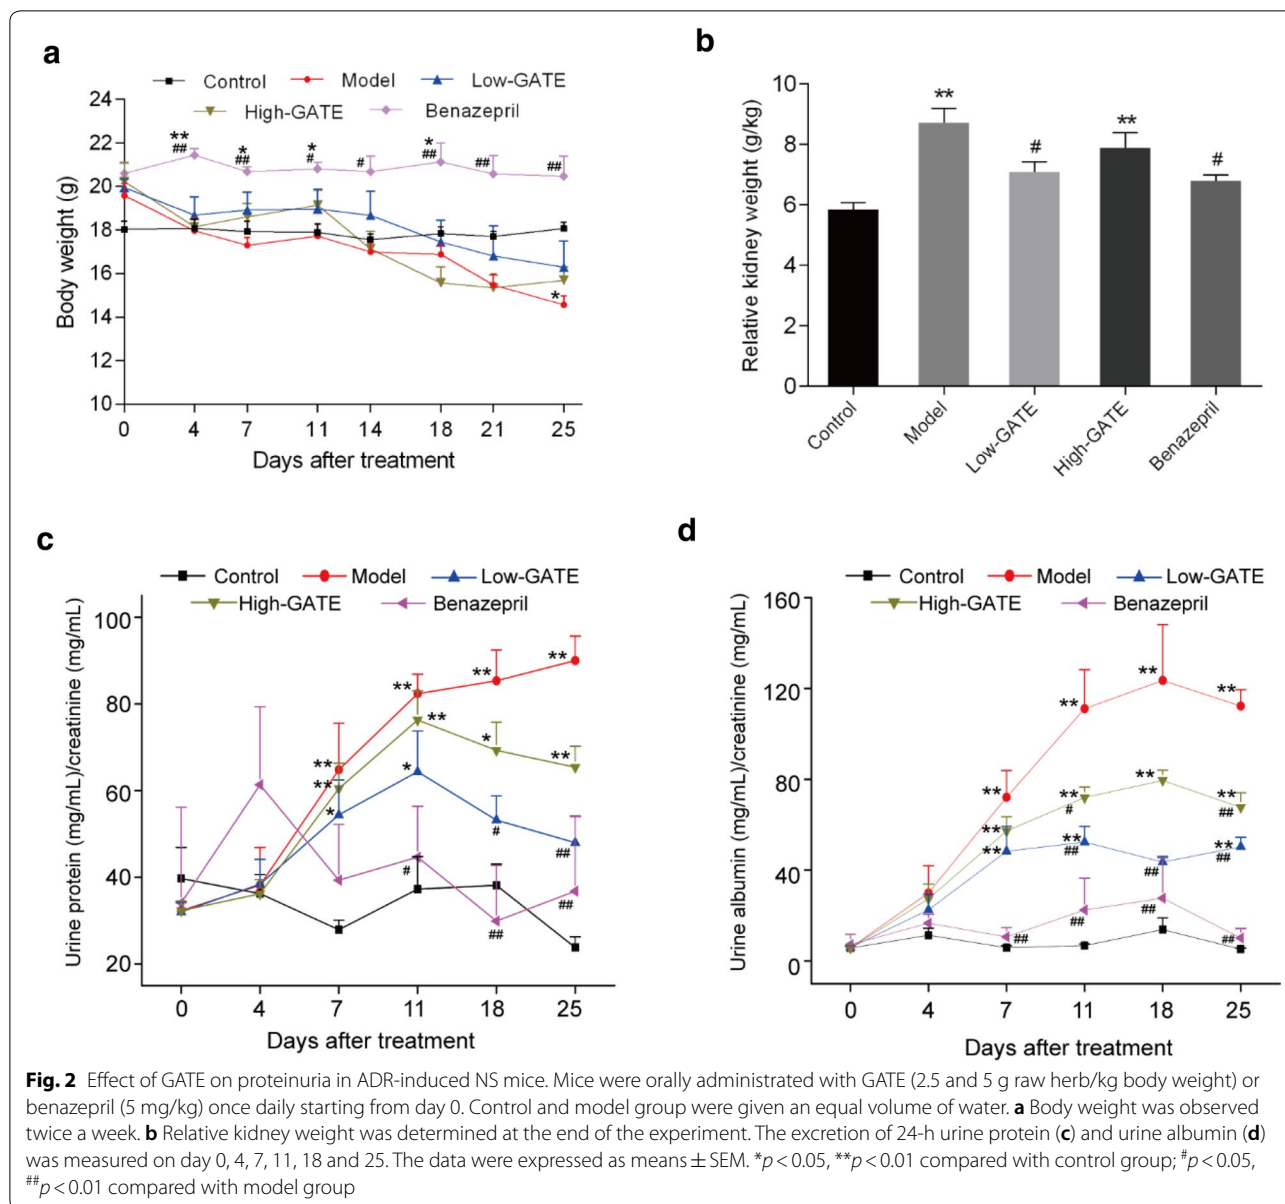 a
Control Model Low-GATE
High-GATE Benazepril
Body weight (g)
24
22
20
18
16
14
12
10
** ## * ## * # # * ## ## ##
*
0 4 7 11 14 18 21 25
Days after treatment
b
Relative kidney weight (g/kg)
10
8
6
4
2
0
** # ** #
Control Model Low-GATE High-GATE Benazepril
c
Control Model Low-GATE
High-GATE Benazepril
Urine protein (mg/mL)/creatinine (mg/mL)
100
80
60
40
20
** ** ** **
** ** * **
* * # ##
# ## ##
0 4 7 11 18 25
Days after treatment
d
Control Model Low-GATE
High-GATE Benazepril
Urine albumin (mg/mL)/creatinine (mg/mL)
160
120
80
40
0
** ** ** **
** ** # ** ** ##
** ** ## ## ** ##
## ## ## ##
0 4 7 11 18 25
Days after treatment
Fig. 2 Effect of GATE on proteinuria in ADR-induced NS mice. Mice were orally administrated with GATE (2.5 and 5 g raw herb/kg body weight) or
benazepril (5 mg/kg) once daily starting from day 0. Control and model group were given an equal volume of water. a Body weight was observed
twice a week. b Relative kidney weight was determined at the end of the experiment. The excretion of 24-h urine protein (c) and urine albumin (d)
was measured on day 0, 4, 7, 11, 18 and 25. The data were expressed as means ± SEM. *p < 0.05, **p < 0.01 compared with control group; #p < 0.05,
##p < 0.01 compared with model group